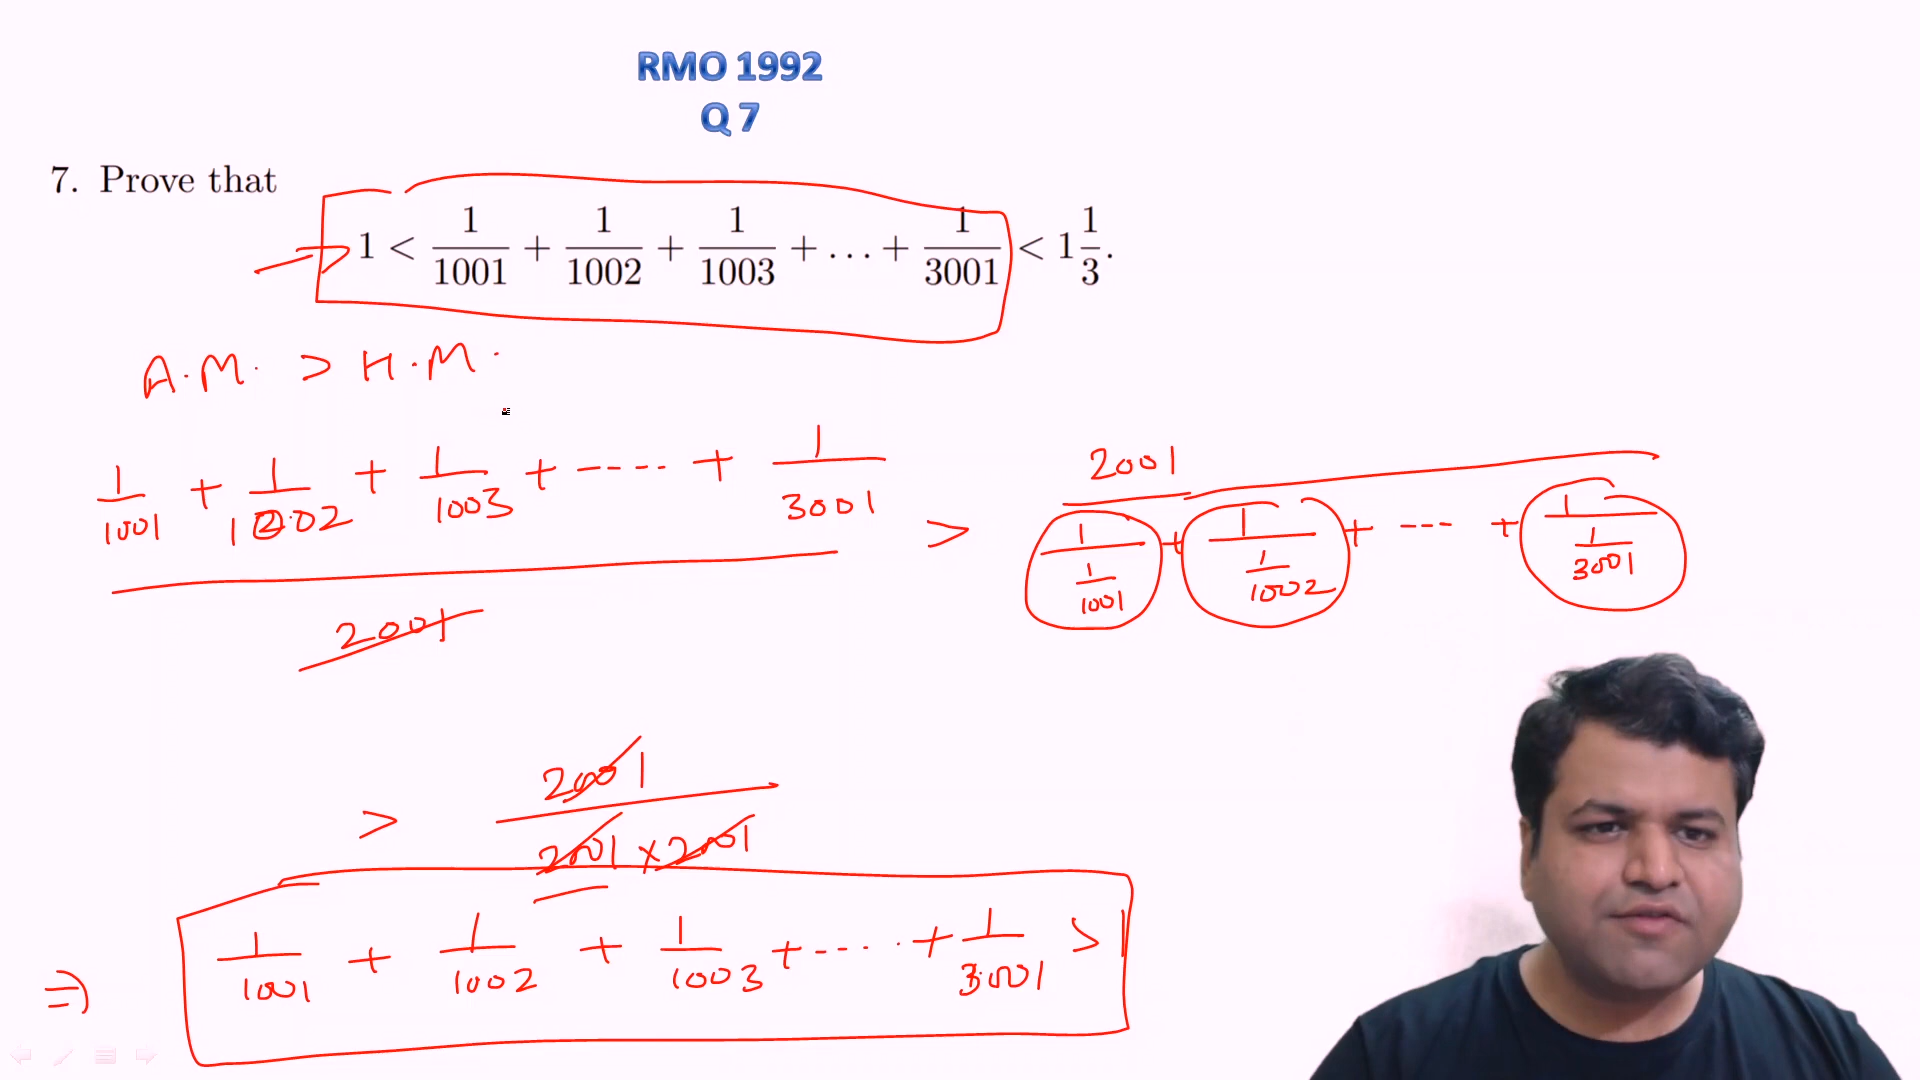 RMO 1992
Q 7
7. Prove that
1 < 1/1001 + 1/1002 + 1/1003 + ... + 1/3001 < 1 1/3.
A.M. > H.M.
1/1001 + 1/1002 + 1/1003 + ---- + 1/3001 / 2001 > 2001 / 1/(1/1001) + 1/(1/1002) + --- + 1/(1/3001)
> 2001 / 2001 × 2001
⇒ 1/1001 + 1/1002 + 1/1003 + ---- + 1/3001 > 1